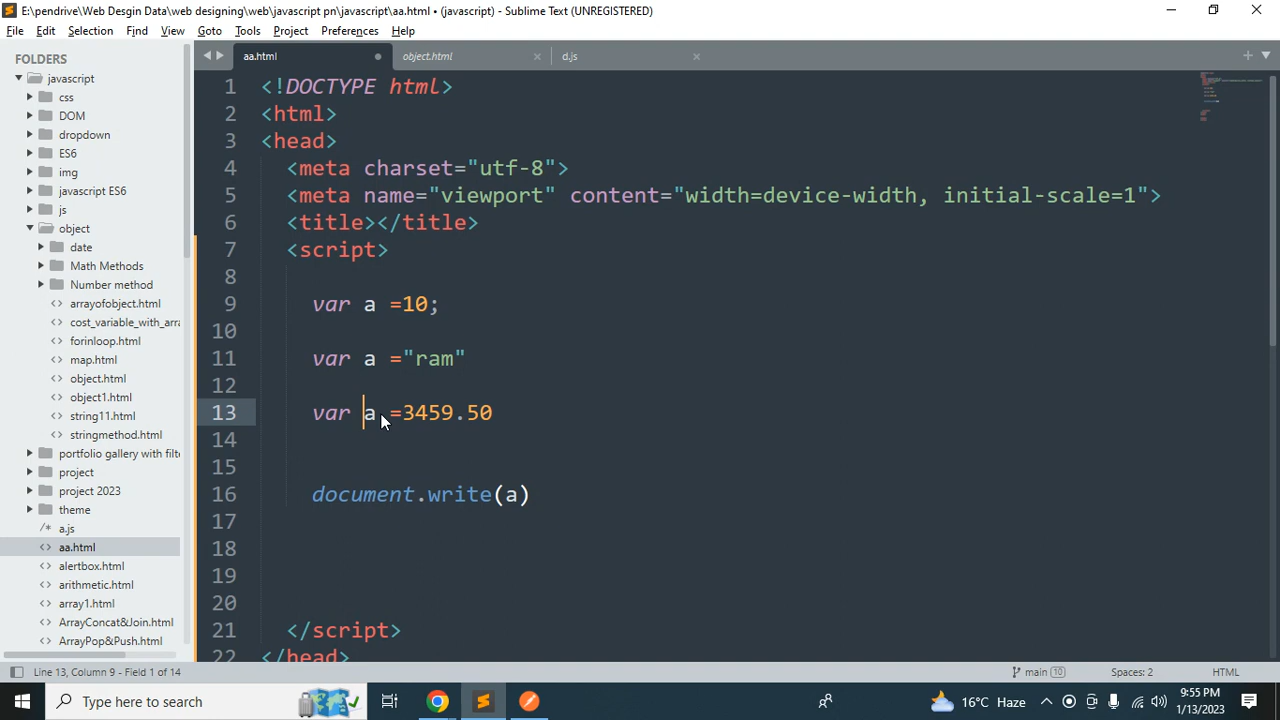 E:\pendrive\Web Desgin Data\web designing\web\javascript pn\javascript\aa.html • (javascript) - Sublime Text (UNREGISTERED)
File Edit Selection Find View Goto Tools Project Preferences Help
FOLDERS
javascript
css
DOM
dropdown
ES6
img
javascript ES6
js
object
date
Math Methods
Number method
arrayofobject.html
cost_variable_with_arra
forinloop.html
map.html
object.html
object1.html
string11.html
stringmethod.html
portfolio gallery with filte
project
project 2023
theme
/* a.js
aa.html
alertbox.html
arithmetic.html
array1.html
ArrayConcat&Join.html
ArrayPop&Push.html
aa.html object.html d.js
1 <!DOCTYPE html>
2 <html>
3 <head>
4 <meta charset="utf-8">
5 <meta name="viewport" content="width=device-width, initial-scale=1">
6 <title></title>
7 <script>
8
9 var a =10;
10
11 var a ="ram"
12
13 var a =3459.50
14
15
16 document.write(a)
17
18
19
20
21 </script>
22 </head>
Line 13, Column 9 - Field 1 of 14 main 10 Spaces: 2 HTML
Type here to search 16°C Haze 9:55 PM
1/13/2023